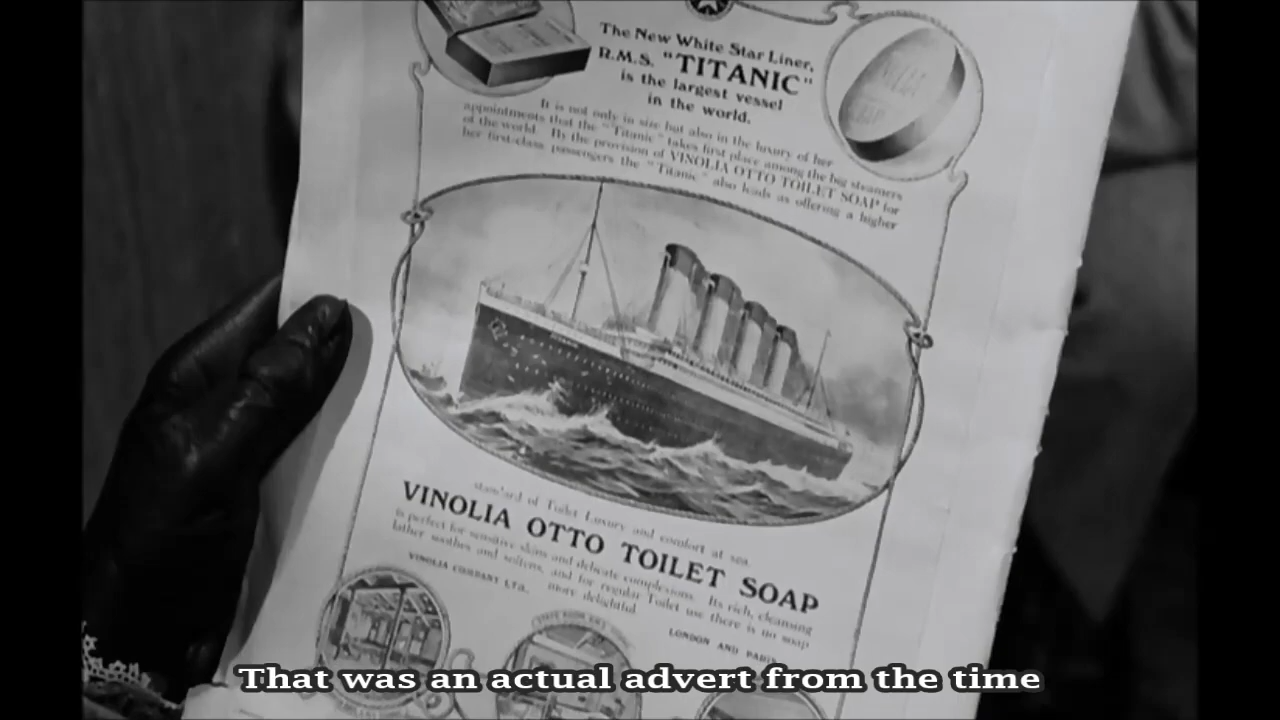 The New White Star Liner,
R.M.S. "TITANIC"
is the largest vessel
in the world.
It is not only in size but also in the luxury of her
appointments that the "Titanic" takes first place among the big steamers
of the world. By the provision of VINOLIA OTTO TOILET SOAP for
her first-class passengers the "Titanic" also leads as offering a higher
standard of Toilet Luxury and comfort at sea.
VINOLIA OTTO TOILET SOAP
is perfect for sensitive skins and delicate complexions. Its rich, cleansing
lather soothes and softens, and for regular Toilet use there is no soap
more delightful
VINOLIA COMPANY LTD.,
LONDON AND PARIS
That was an actual advert from the time